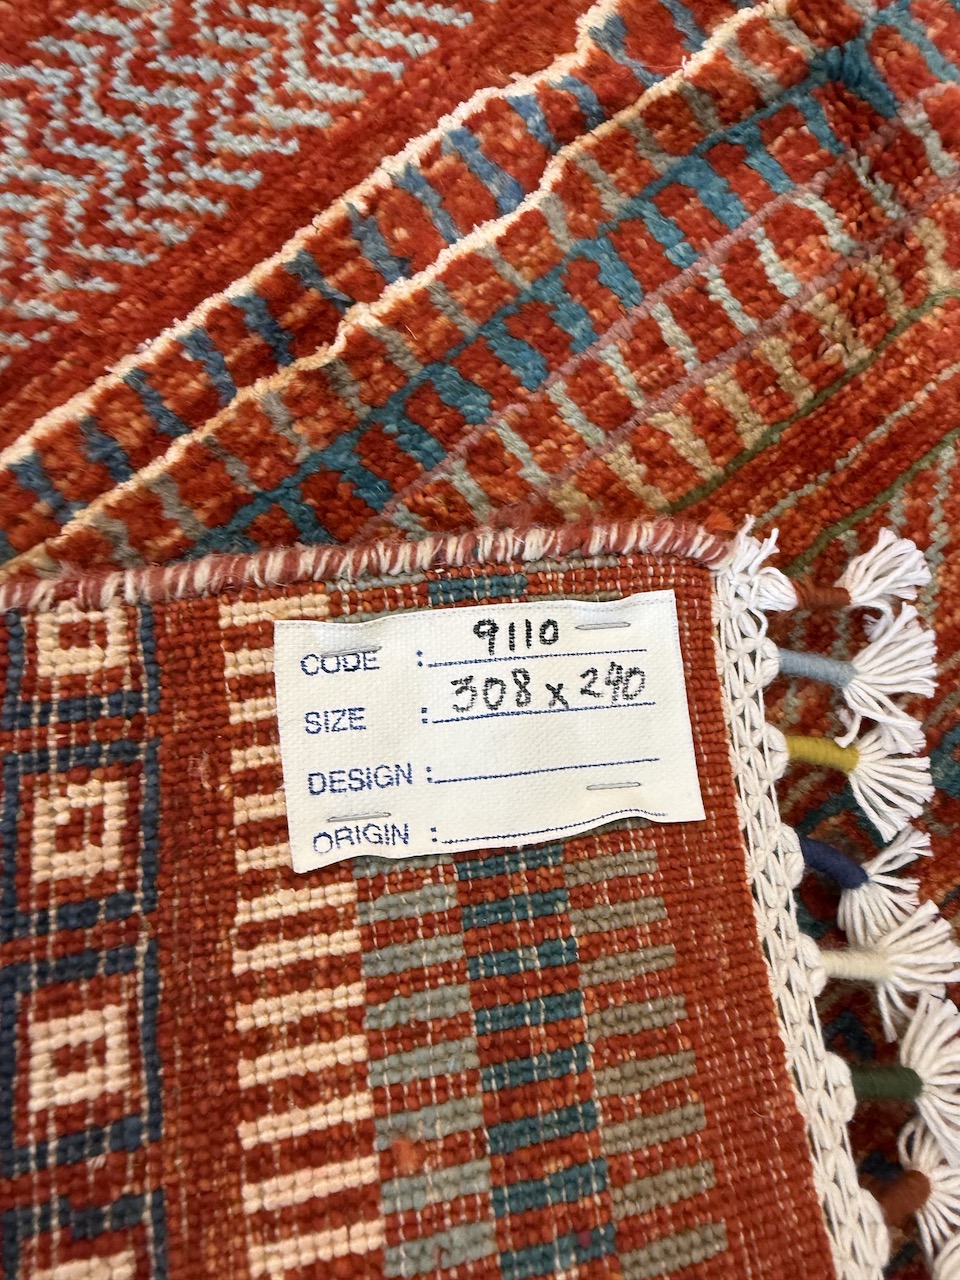 CODE : 9110
SIZE : 308 x 240
DESIGN :
ORIGIN :